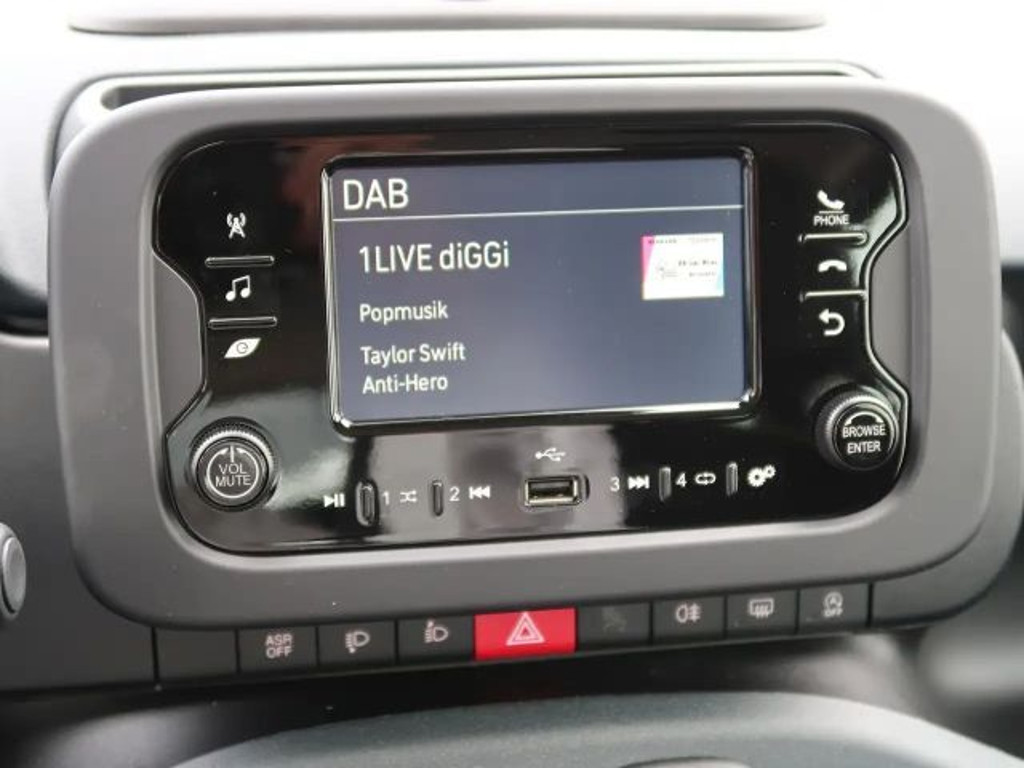 DAB
1LIVE diGGi
Popmusik
Taylor Swift
Anti-Hero
PHONE
VOL
MUTE
BROWSE
ENTER
1 2 3 4
ASR
OFF
OFF